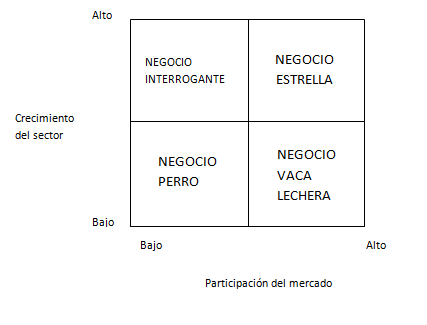 Alto
NEGOCIO
INTERROGANTE
NEGOCIO
ESTRELLA
Crecimiento
del sector
NEGOCIO
PERRO
NEGOCIO
VACA
LECHERA
Bajo
Bajo
Alto
Participación del mercado